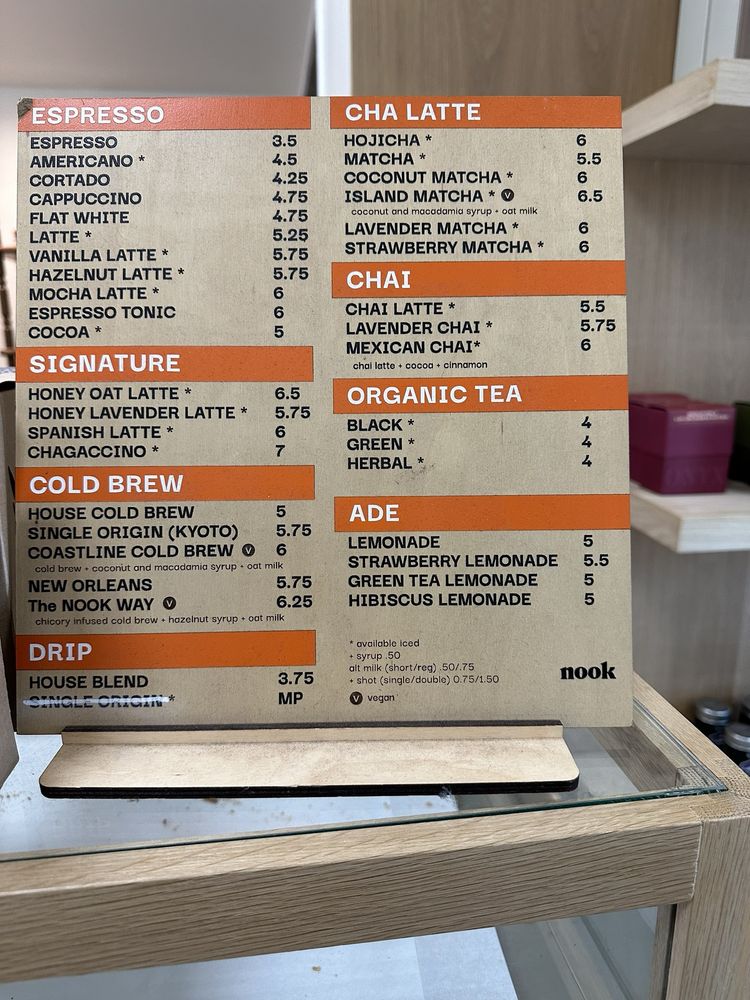 ESPRESSO
ESPRESSO 3.5
AMERICANO * 4.5
CORTADO 4.25
CAPPUCCINO 4.75
FLAT WHITE 4.75
LATTE * 5.25
VANILLA LATTE * 5.75
HAZELNUT LATTE * 5.75
MOCHA LATTE * 6
ESPRESSO TONIC 6
COCOA * 5
SIGNATURE
HONEY OAT LATTE * 6.5
HONEY LAVENDER LATTE * 5.75
SPANISH LATTE * 6
CHAGACCINO * 7
COLD BREW
HOUSE COLD BREW 5
SINGLE ORIGIN (KYOTO) 5.75
COASTLINE COLD BREW V 6
cold brew + coconut and macadamia syrup + oat milk
NEW ORLEANS 5.75
The NOOK WAY V 6.25
chicory infused cold brew + hazelnut syrup + oat milk
DRIP
HOUSE BLEND 3.75
SINGLE ORIGIN * MP
CHA LATTE
HOJICHA * 6
MATCHA * 5.5
COCONUT MATCHA * 6
ISLAND MATCHA * V 6.5
coconut and macadamia syrup + oat milk
LAVENDER MATCHA * 6
STRAWBERRY MATCHA * 6
CHAI
CHAI LATTE * 5.5
LAVENDER CHAI * 5.75
MEXICAN CHAI* 6
chai latte + cocoa + cinnamon
ORGANIC TEA
BLACK * 4
GREEN * 4
HERBAL * 4
ADE
LEMONADE 5
STRAWBERRY LEMONADE 5.5
GREEN TEA LEMONADE 5
HIBISCUS LEMONADE 5
* available iced
+ syrup .50
alt milk (short/reg) .50/.75
+ shot (single/double) 0.75/1.50
V vegan
nook